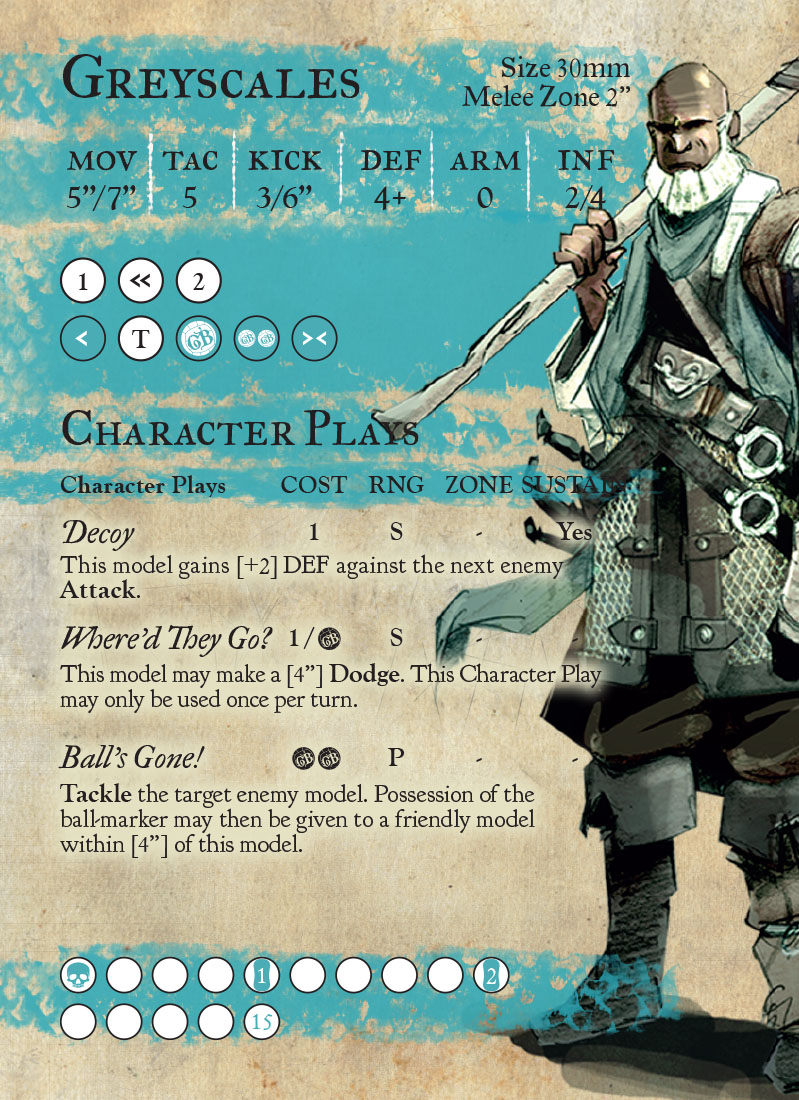 GREYSCALES
Size 30mm
Melee Zone 2”
MOV TAC KICK DEF ARM INF
5”/7” 5 3/6” 4+ 0 2/4
1 << 2
< T GB GB GB ><
CHARACTER PLAYS
Character Plays COST RNG ZONE SUSTAIN
Decoy 1 S - Yes
This model gains [+2] DEF against the next enemy
Attack.
Where’d They Go? 1/GB S - -
This model may make a [4”] Dodge. This Character Play
may only be used once per turn.
Ball’s Gone! GB GB P - -
Tackle the target enemy model. Possession of the
ball-marker may then be given to a friendly model
within [4”] of this model.
1 2
15